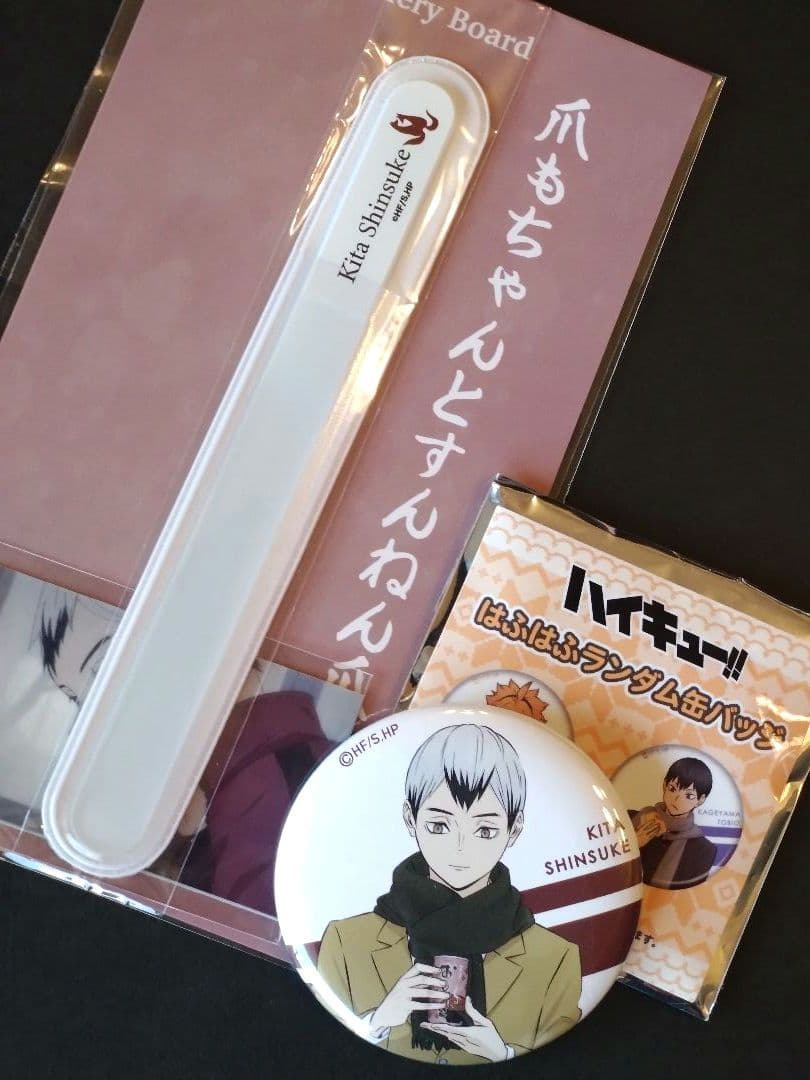 Board
Kita Shinsuke
©HF/S.HP
爪もちゃんとすんねん
ハイキュー!!
はふはふランダム缶バッジ
KAGEYAMA
TOBIO
©HF/S.HP
KITA
SHINSUKE
ます。